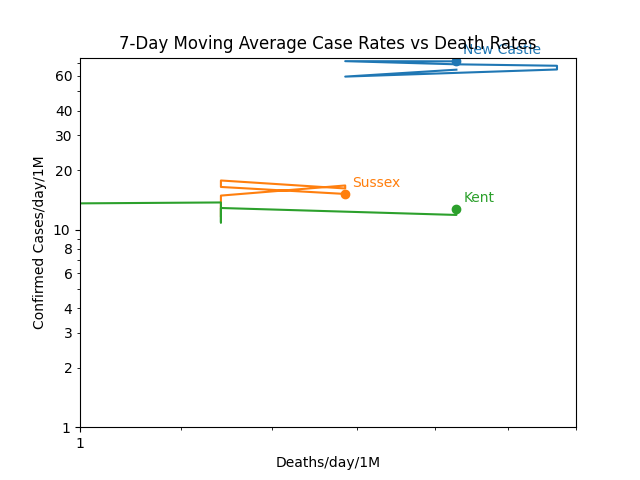 7-Day Moving Average Case Rates vs Death Rates
New Castle
60
40
30
20
10
8
6
4
3
2
1
Confirmed Cases/day/1M
Sussex
Kent
1
Deaths/day/1M